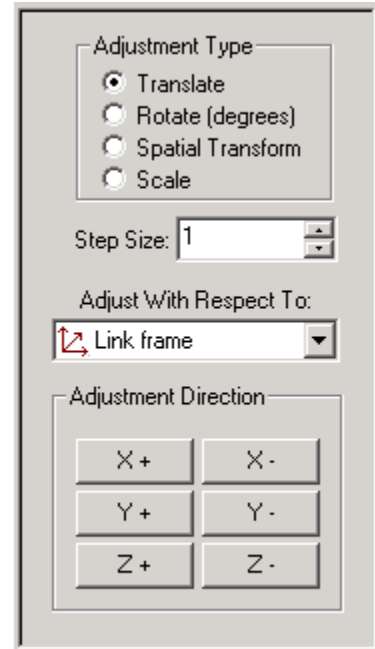 Adjustment Type
Translate
Rotate (degrees)
Spatial Transform
Scale
Step Size: 1
Adjust With Respect To:
Link frame
Adjustment Direction
X + X -
Y + Y -
Z + Z -